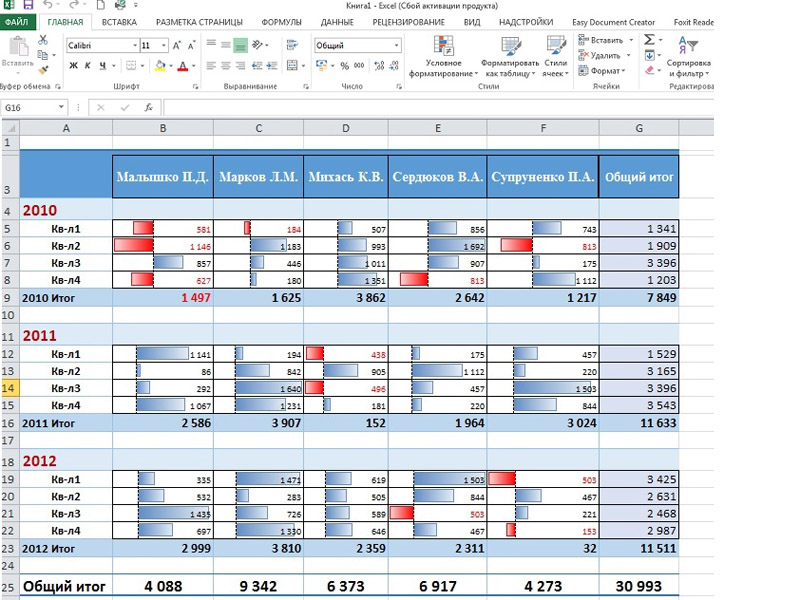 Книга1 - Excel (Сбой активации продукта)
ФАЙЛ ГЛАВНАЯ ВСТАВКА РАЗМЕТКА СТРАНИЦЫ ФОРМУЛЫ ДАННЫЕ РЕЦЕНЗИРОВАНИЕ ВИД НАДСТРОЙКИ Easy Document Creator Foxit Reade
Calibri 11 Общий Вставить Σ
Вставить Ж К Ч % 000 Условное форматирование Форматировать как таблицу Стили ячеек Удалить Формат Сортировка и фильтр
Буфер обмена Шрифт Выравнивание Число Стили Ячейки Редактирова
G16 fx
A B C D E F G
1
3 Малышко П.Д. Марков Л.М. Михась К.В. Сердюков В.А. Супруненко П.А. Общий итог
4 2010
5 Кв-л1 581 184 507 856 743 1 341
6 Кв-л2 1 146 1 183 993 1 692 813 1 909
7 Кв-л3 857 446 1 011 907 175 3 396
8 Кв-л4 627 180 1 351 813 1 112 1 203
9 2010 Итог 1 497 1 625 3 862 2 642 1 217 7 849
10
11 2011
12 Кв-л1 1 141 194 438 175 457 1 529
13 Кв-л2 86 842 905 1 112 220 3 165
14 Кв-л3 292 1 640 496 457 1 503 3 396
15 Кв-л4 1 067 1 231 181 220 844 3 543
16 2011 Итог 2 586 3 907 152 1 964 3 024 11 633
17
18 2012
19 Кв-л1 335 1 471 619 1 503 503 3 425
20 Кв-л2 532 283 505 844 467 2 631
21 Кв-л3 1 435 726 589 503 221 2 468
22 Кв-л4 697 1 330 646 467 153 2 987
23 2012 Итог 2 999 3 810 2 359 2 311 32 11 511
24
25 Общий итог 4 088 9 342 6 373 6 917 4 273 30 993